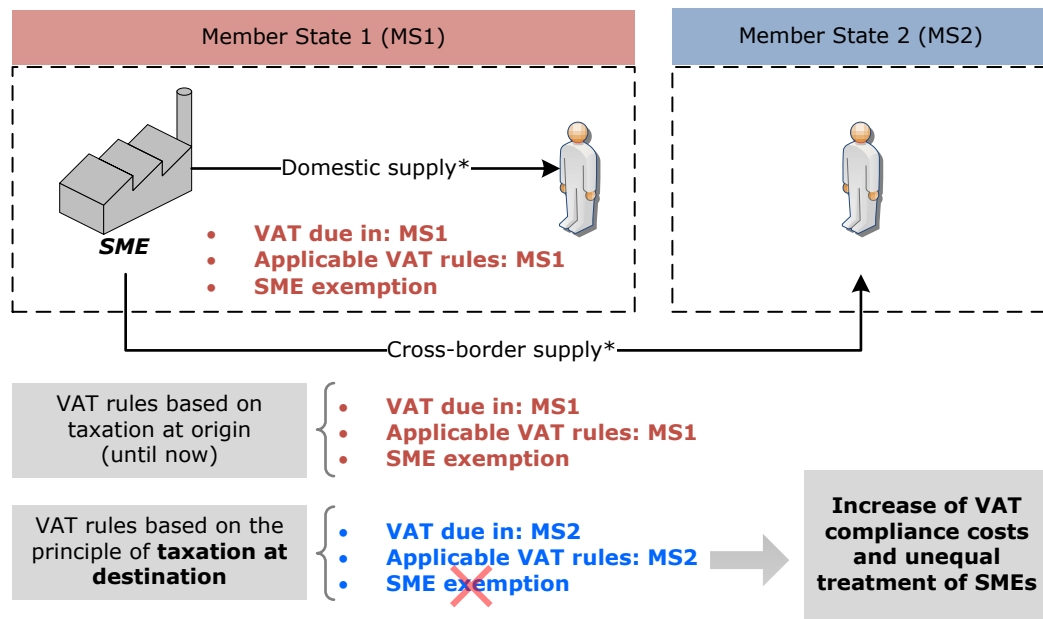 Member State 1 (MS1)
Member State 2 (MS2)
Domestic supply*
SME
• VAT due in: MS1
• Applicable VAT rules: MS1
• SME exemption
Cross-border supply*
VAT rules based on
taxation at origin
(until now)
• VAT due in: MS1
• Applicable VAT rules: MS1
• SME exemption
VAT rules based on the
principle of taxation at
destination
• VAT due in: MS2
• Applicable VAT rules: MS2
• SME exemption
Increase of VAT
compliance costs
and unequal
treatment of SMEs